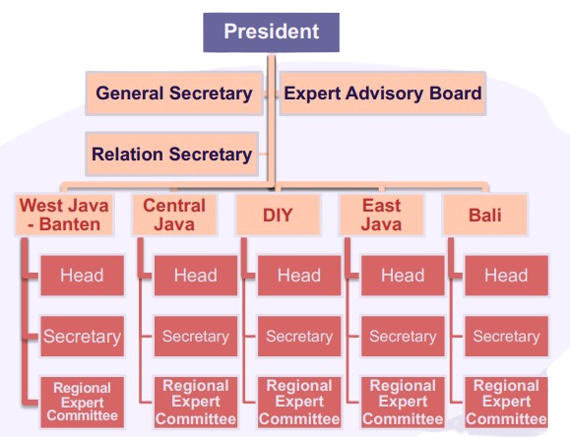 President
General Secretary
Expert Advisory Board
Relation Secretary
West Java
- Banten
Central
Java
DIY
East
Java
Bali
Head
Head
Head
Head
Head
Secretary
Secretary
Secretary
Secretary
Secretary
Regional
Expert
Committee
Regional
Expert
Committee
Regional
Expert
Committee
Regional
Expert
Committee
Regional
Expert
Committee